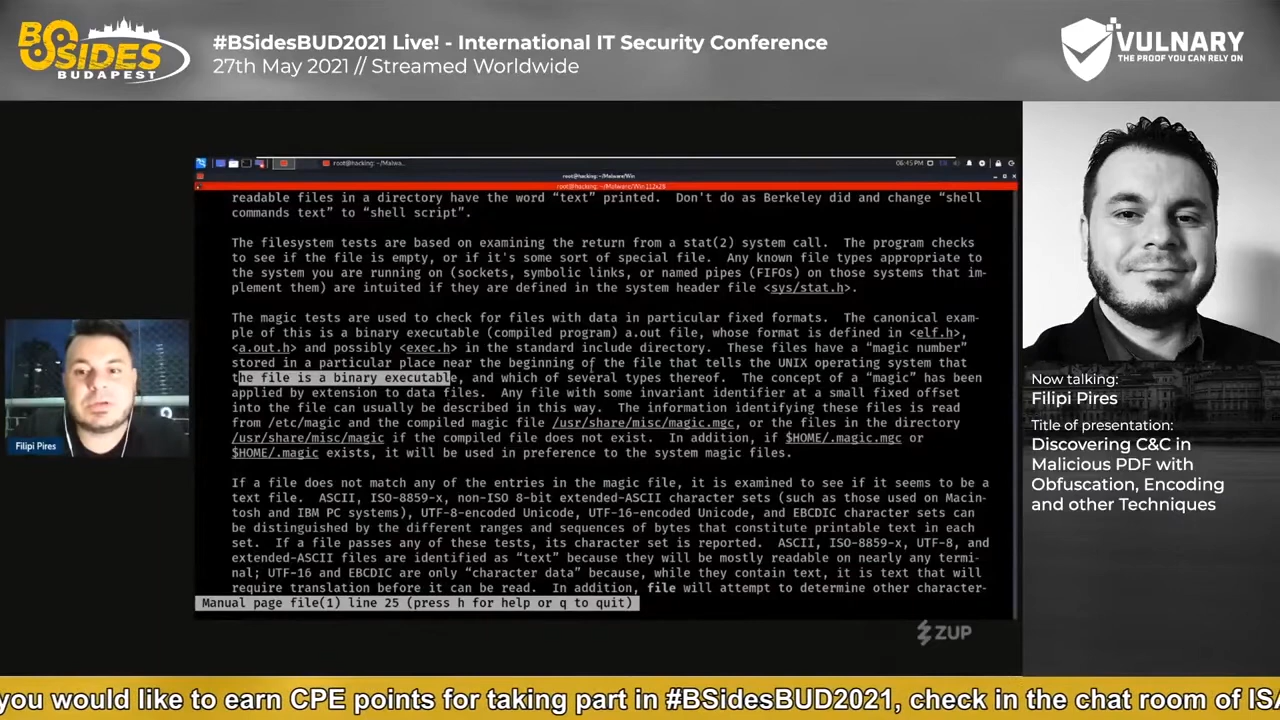 BSIDES
BUDAPEST
#BSidesBUD2021 Live! - International IT Security Conference
27th May 2021 // Streamed Worldwide
VULNARY
THE PROOF YOU CAN RELY ON
root@hacking: ~/Malwa...
06:45 PM
root@hacking: ~/Malware/Win
root@hacking: ~/Malware/Win 112x28
readable files in a directory have the word “text” printed. Don't do as Berkeley did and change “shell
commands text” to “shell script”.
The filesystem tests are based on examining the return from a stat(2) system call. The program checks
to see if the file is empty, or if it's some sort of special file. Any known file types appropriate to
the system you are running on (sockets, symbolic links, or named pipes (FIFOs) on those systems that im-
plement them) are intuited if they are defined in the system header file <sys/stat.h>.
The magic tests are used to check for files with data in particular fixed formats. The canonical exam-
ple of this is a binary executable (compiled program) a.out file, whose format is defined in <elf.h>,
<a.out.h> and possibly <exec.h> in the standard include directory. These files have a “magic number”
stored in a particular place near the beginning of the file that tells the UNIX operating system that
the file is a binary executable, and which of several types thereof. The concept of a “magic” has been
applied by extension to data files. Any file with some invariant identifier at a small fixed offset
into the file can usually be described in this way. The information identifying these files is read
from /etc/magic and the compiled magic file /usr/share/misc/magic.mgc, or the files in the directory
/usr/share/misc/magic if the compiled file does not exist. In addition, if $HOME/.magic.mgc or
$HOME/.magic exists, it will be used in preference to the system magic files.
If a file does not match any of the entries in the magic file, it is examined to see if it seems to be a
text file. ASCII, ISO-8859-x, non-ISO 8-bit extended-ASCII character sets (such as those used on Macin-
tosh and IBM PC systems), UTF-8-encoded Unicode, UTF-16-encoded Unicode, and EBCDIC character sets can
be distinguished by the different ranges and sequences of bytes that constitute printable text in each
set. If a file passes any of these tests, its character set is reported. ASCII, ISO-8859-x, UTF-8, and
extended-ASCII files are identified as “text” because they will be mostly readable on nearly any termi-
nal; UTF-16 and EBCDIC are only “character data” because, while they contain text, it is text that will
require translation before it can be read. In addition, file will attempt to determine other character-
Manual page file(1) line 25 (press h for help or q to quit)
Filipi Pires
ZUP
Now talking:
Filipi Pires
Title of presentation:
Discovering C&C in
Malicious PDF with
Obfuscation, Encoding
and other Techniques
you would like to earn CPE points for taking part in #BSidesBUD2021, check in the chat room of ISA